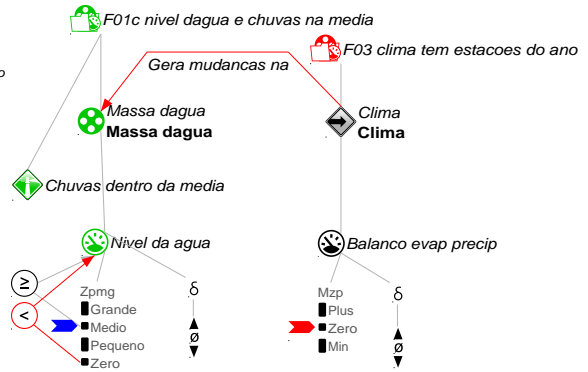 F01c nivel dagua e chuvas na media
F03 clima tem estacoes do ano
Gera mudancas na
o
Massa dagua
Massa dagua
Clima
Clima
Chuvas dentro da media
Nivel da agua
Balanco evap precip
≥
<
Zpmg
Grande
Medio
Pequeno
Zero
δ
ø
Mzp
Plus
Zero
Min
δ
ø